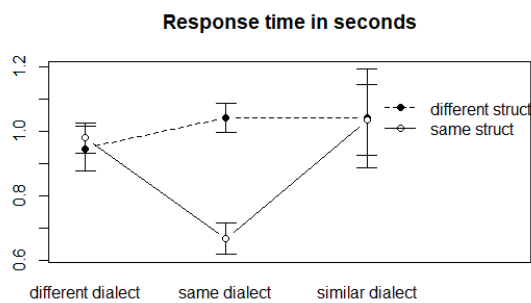 Response time in seconds
1.2
1.0
0.8
0.6
different struct
same struct
different dialect same dialect similar dialect